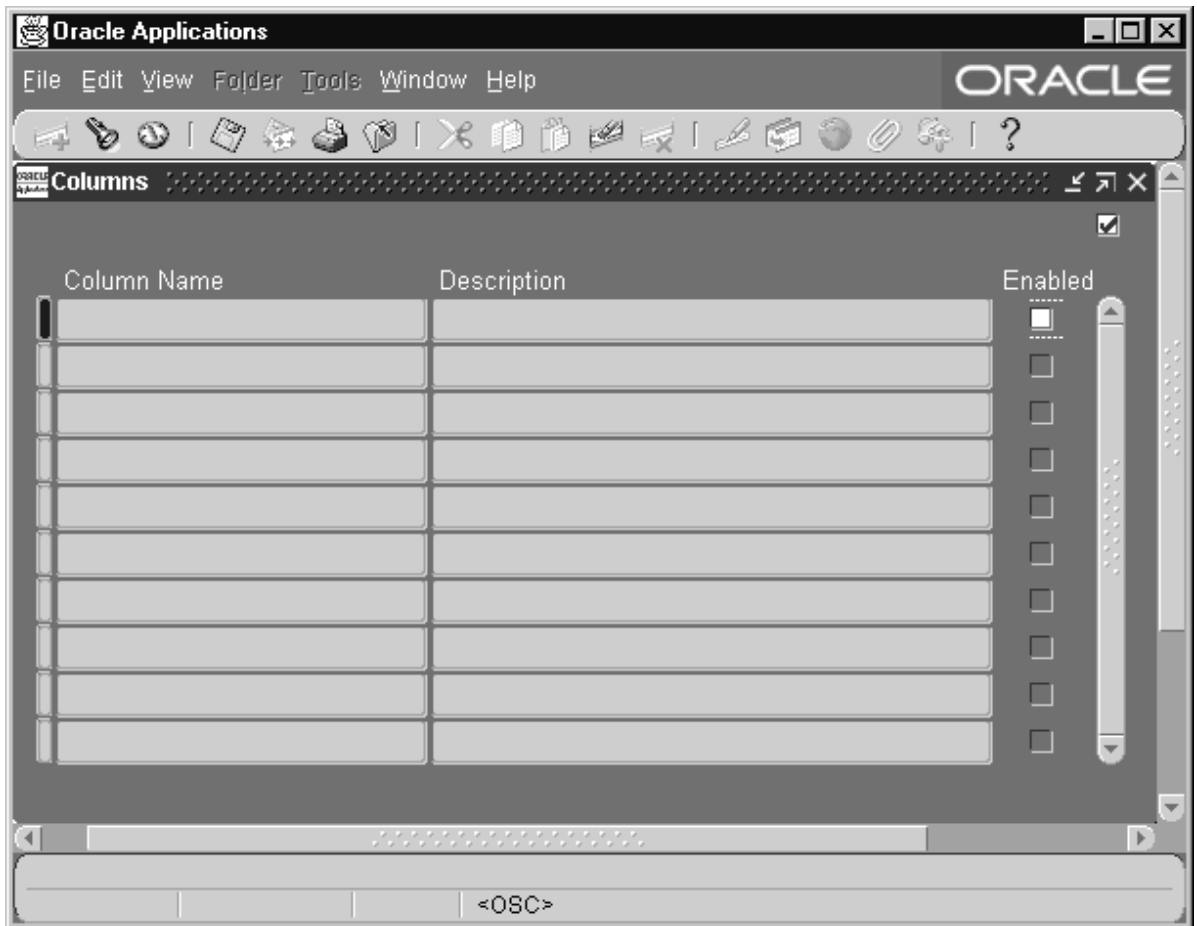 Oracle Applications
File Edit View Folder Tools Window Help
ORACLE
?
Columns
Column Name Description Enabled
<OSC>